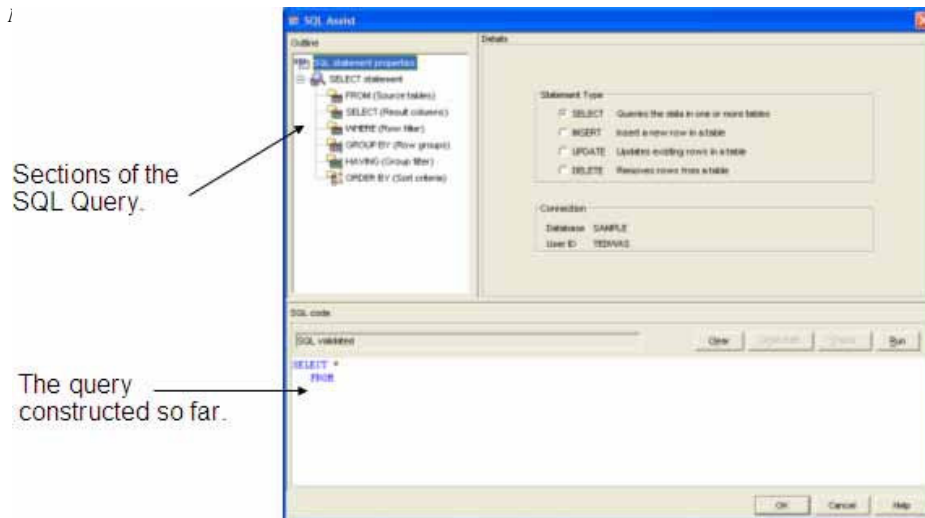 SQL Assist
Outline
Details
SQL statement properties
SELECT statement
FROM (Source tables)
SELECT (Result columns)
WHERE (Row filter)
GROUP BY (Row groups)
HAVING (Group filter)
ORDER BY (Sort criteria)
Statement Type
SELECT Queries the data in one or more tables
INSERT Insert a new row in a table
UPDATE Updates existing rows in a table
DELETE Removes rows from a table
Connection
Database SAMPLE
User ID
Sections of the
SQL Query.
SQL code
SQL validated
Clear
Run
SELECT *
FROM
The query
constructed so far.
OK Cancel Help